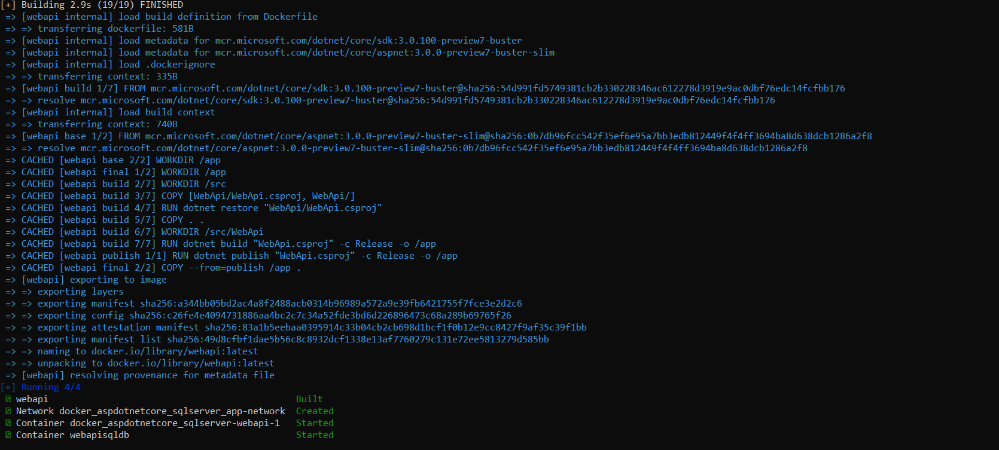 [+] Building 2.9s (19/19) FINISHED
=> [webapi internal] load build definition from Dockerfile
=> => transferring dockerfile: 581B
=> [webapi internal] load metadata for mcr.microsoft.com/dotnet/core/sdk:3.0.100-preview7-buster
=> [webapi internal] load metadata for mcr.microsoft.com/dotnet/core/aspnet:3.0.0-preview7-buster-slim
=> [webapi internal] load .dockerignore
=> => transferring context: 335B
=> [webapi build 1/7] FROM mcr.microsoft.com/dotnet/core/sdk:3.0.100-preview7-buster@sha256:54d991fd5749381cb2b330228346ac612278d3919e9ac0dbf76edc14fcfbb176
=> => resolve mcr.microsoft.com/dotnet/core/sdk:3.0.100-preview7-buster@sha256:54d991fd5749381cb2b330228346ac612278d3919e9ac0dbf76edc14fcfbb176
=> [webapi internal] load build context
=> => transferring context: 740B
=> [webapi base 1/2] FROM mcr.microsoft.com/dotnet/core/aspnet:3.0.0-preview7-buster-slim@sha256:0b7db96fcc542f35ef6e95a7bb3edb812449f4f4ff3694ba8d638dcb1286a2f8
=> => resolve mcr.microsoft.com/dotnet/core/aspnet:3.0.0-preview7-buster-slim@sha256:0b7db96fcc542f35ef6e95a7bb3edb812449f4f4ff3694ba8d638dcb1286a2f8
=> CACHED [webapi base 2/2] WORKDIR /app
=> CACHED [webapi final 1/2] WORKDIR /app
=> CACHED [webapi build 2/7] WORKDIR /src
=> CACHED [webapi build 3/7] COPY [WebApi/WebApi.csproj, WebApi/]
=> CACHED [webapi build 4/7] RUN dotnet restore "WebApi/WebApi.csproj"
=> CACHED [webapi build 5/7] COPY . .
=> CACHED [webapi build 6/7] WORKDIR /src/WebApi
=> CACHED [webapi build 7/7] RUN dotnet build "WebApi.csproj" -c Release -o /app
=> CACHED [webapi publish 1/1] RUN dotnet publish "WebApi.csproj" -c Release -o /app
=> CACHED [webapi final 2/2] COPY --from=publish /app .
=> [webapi] exporting to image
=> => exporting layers
=> => exporting manifest sha256:a344bb05bd2ac4a8f2488acb0314b96989a572a9e39fb6421755f7fce3e2d2c6
=> => exporting config sha256:c26fe4e4094731886aa4bc2c7c34a52fde3bd6d226896473c68a289b69765f26
=> => exporting attestation manifest sha256:83a1b5eebaa0395914c33b04cb2cb698d1bcf1f0b12e9cc8427f9af35c39f1bb
=> => exporting manifest list sha256:49d8cfbf1dae5b56c8c8932dcf1338e13af7760279c131e72ee5813279d585bb
=> => naming to docker.io/library/webapi:latest
=> => unpacking to docker.io/library/webapi:latest
=> [webapi] resolving provenance for metadata file
[+] Running 4/4
webapi Built
Network docker_aspdotnetcore_sqlserver_app-network Created
Container docker_aspdotnetcore_sqlserver-webapi-1 Started
Container webapisqldb Started